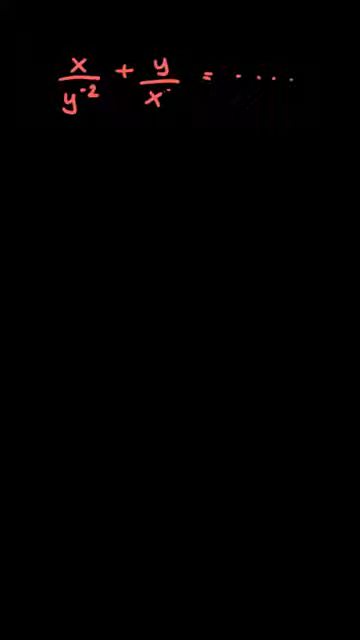 x/y⁻² + y/x⁻ = ....